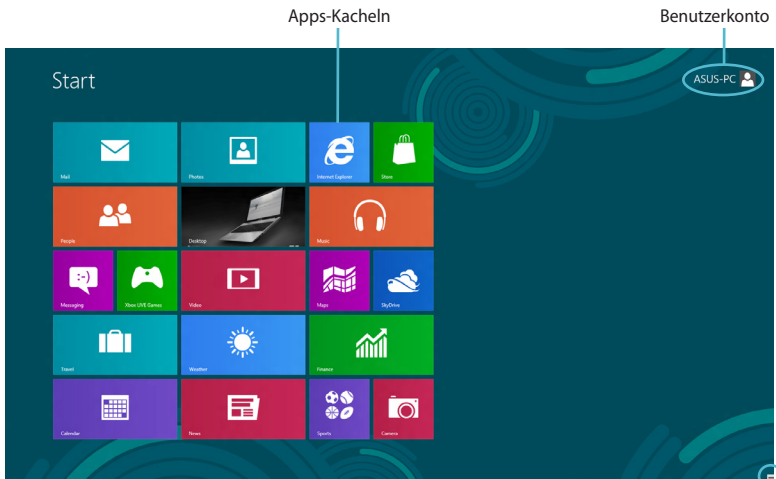 Apps-Kacheln
Benutzerkonto
Start
ASUS-PC
Mail
Photos
Internet Explorer
Store
People
Desktop
Music
Messaging
Xbox LIVE Games
Video
Maps
SkyDrive
Travel
Weather
Finance
Calendar
News
Sports
Camera